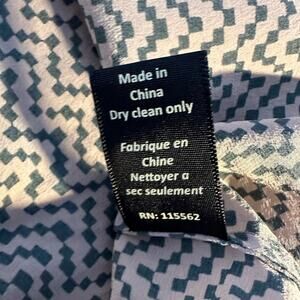 Made in
China
Dry clean only
Fabrique en
Chine
Nettoyer a
sec seulement
RN: 115562